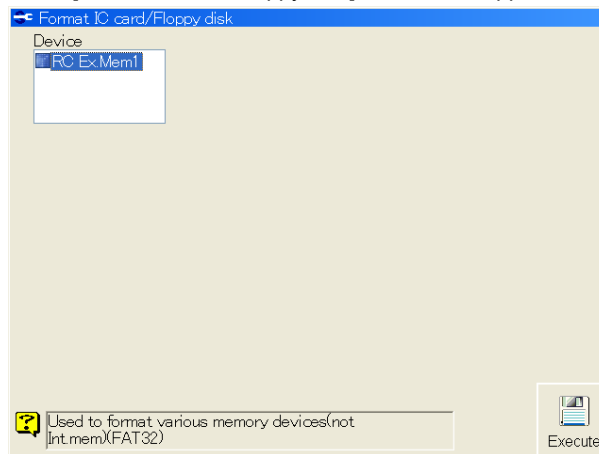 Format IC card/Floppy disk
Device
RC Ex.Mem1
Used to format various memory devices(not
Int.mem)(FAT32)
Execute